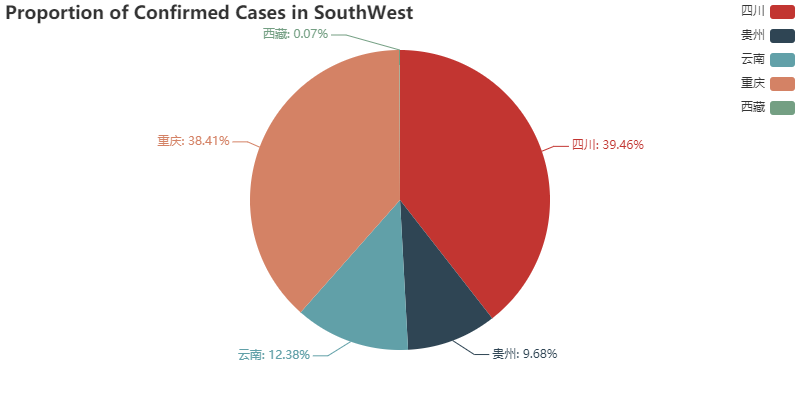 Proportion of Confirmed Cases in SouthWest
四川
贵州
云南
重庆
西藏
西藏: 0.07%
重庆: 38.41%
四川: 39.46%
云南: 12.38%
贵州: 9.68%